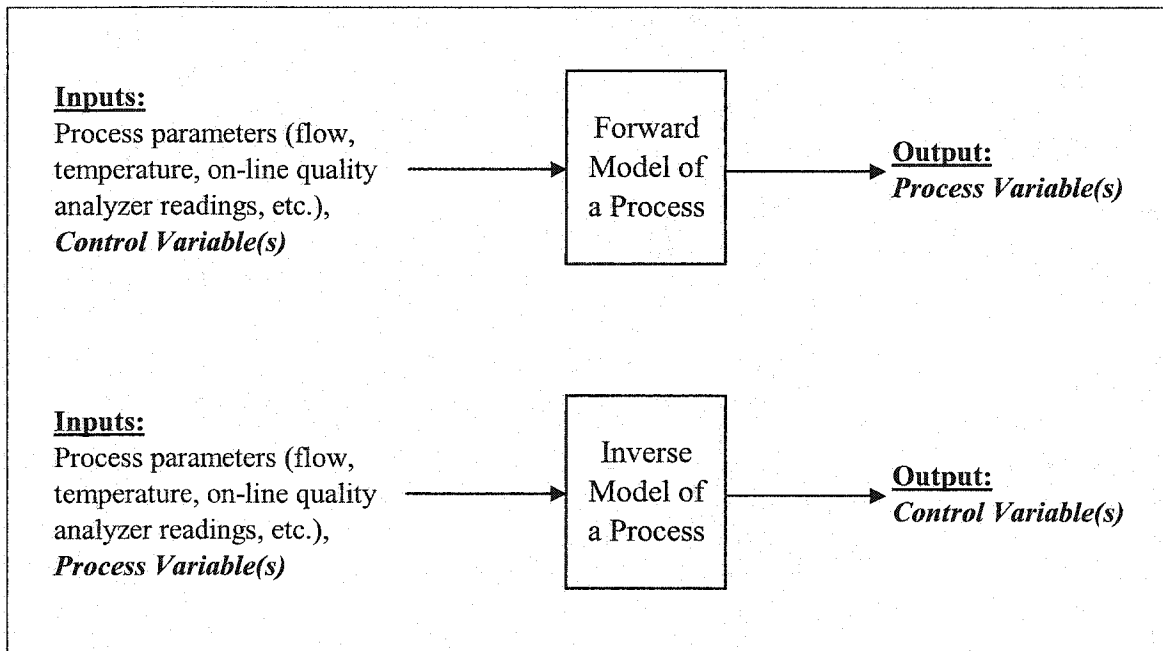 Inputs:
Process parameters (flow,
temperature, on-line quality
analyzer readings, etc.),
Control Variable(s)
Forward
Model of
a Process
Output:
Process Variable(s)
Inputs:
Process parameters (flow,
temperature, on-line quality
analyzer readings, etc.),
Process Variable(s)
Inverse
Model of
a Process
Output:
Control Variable(s)